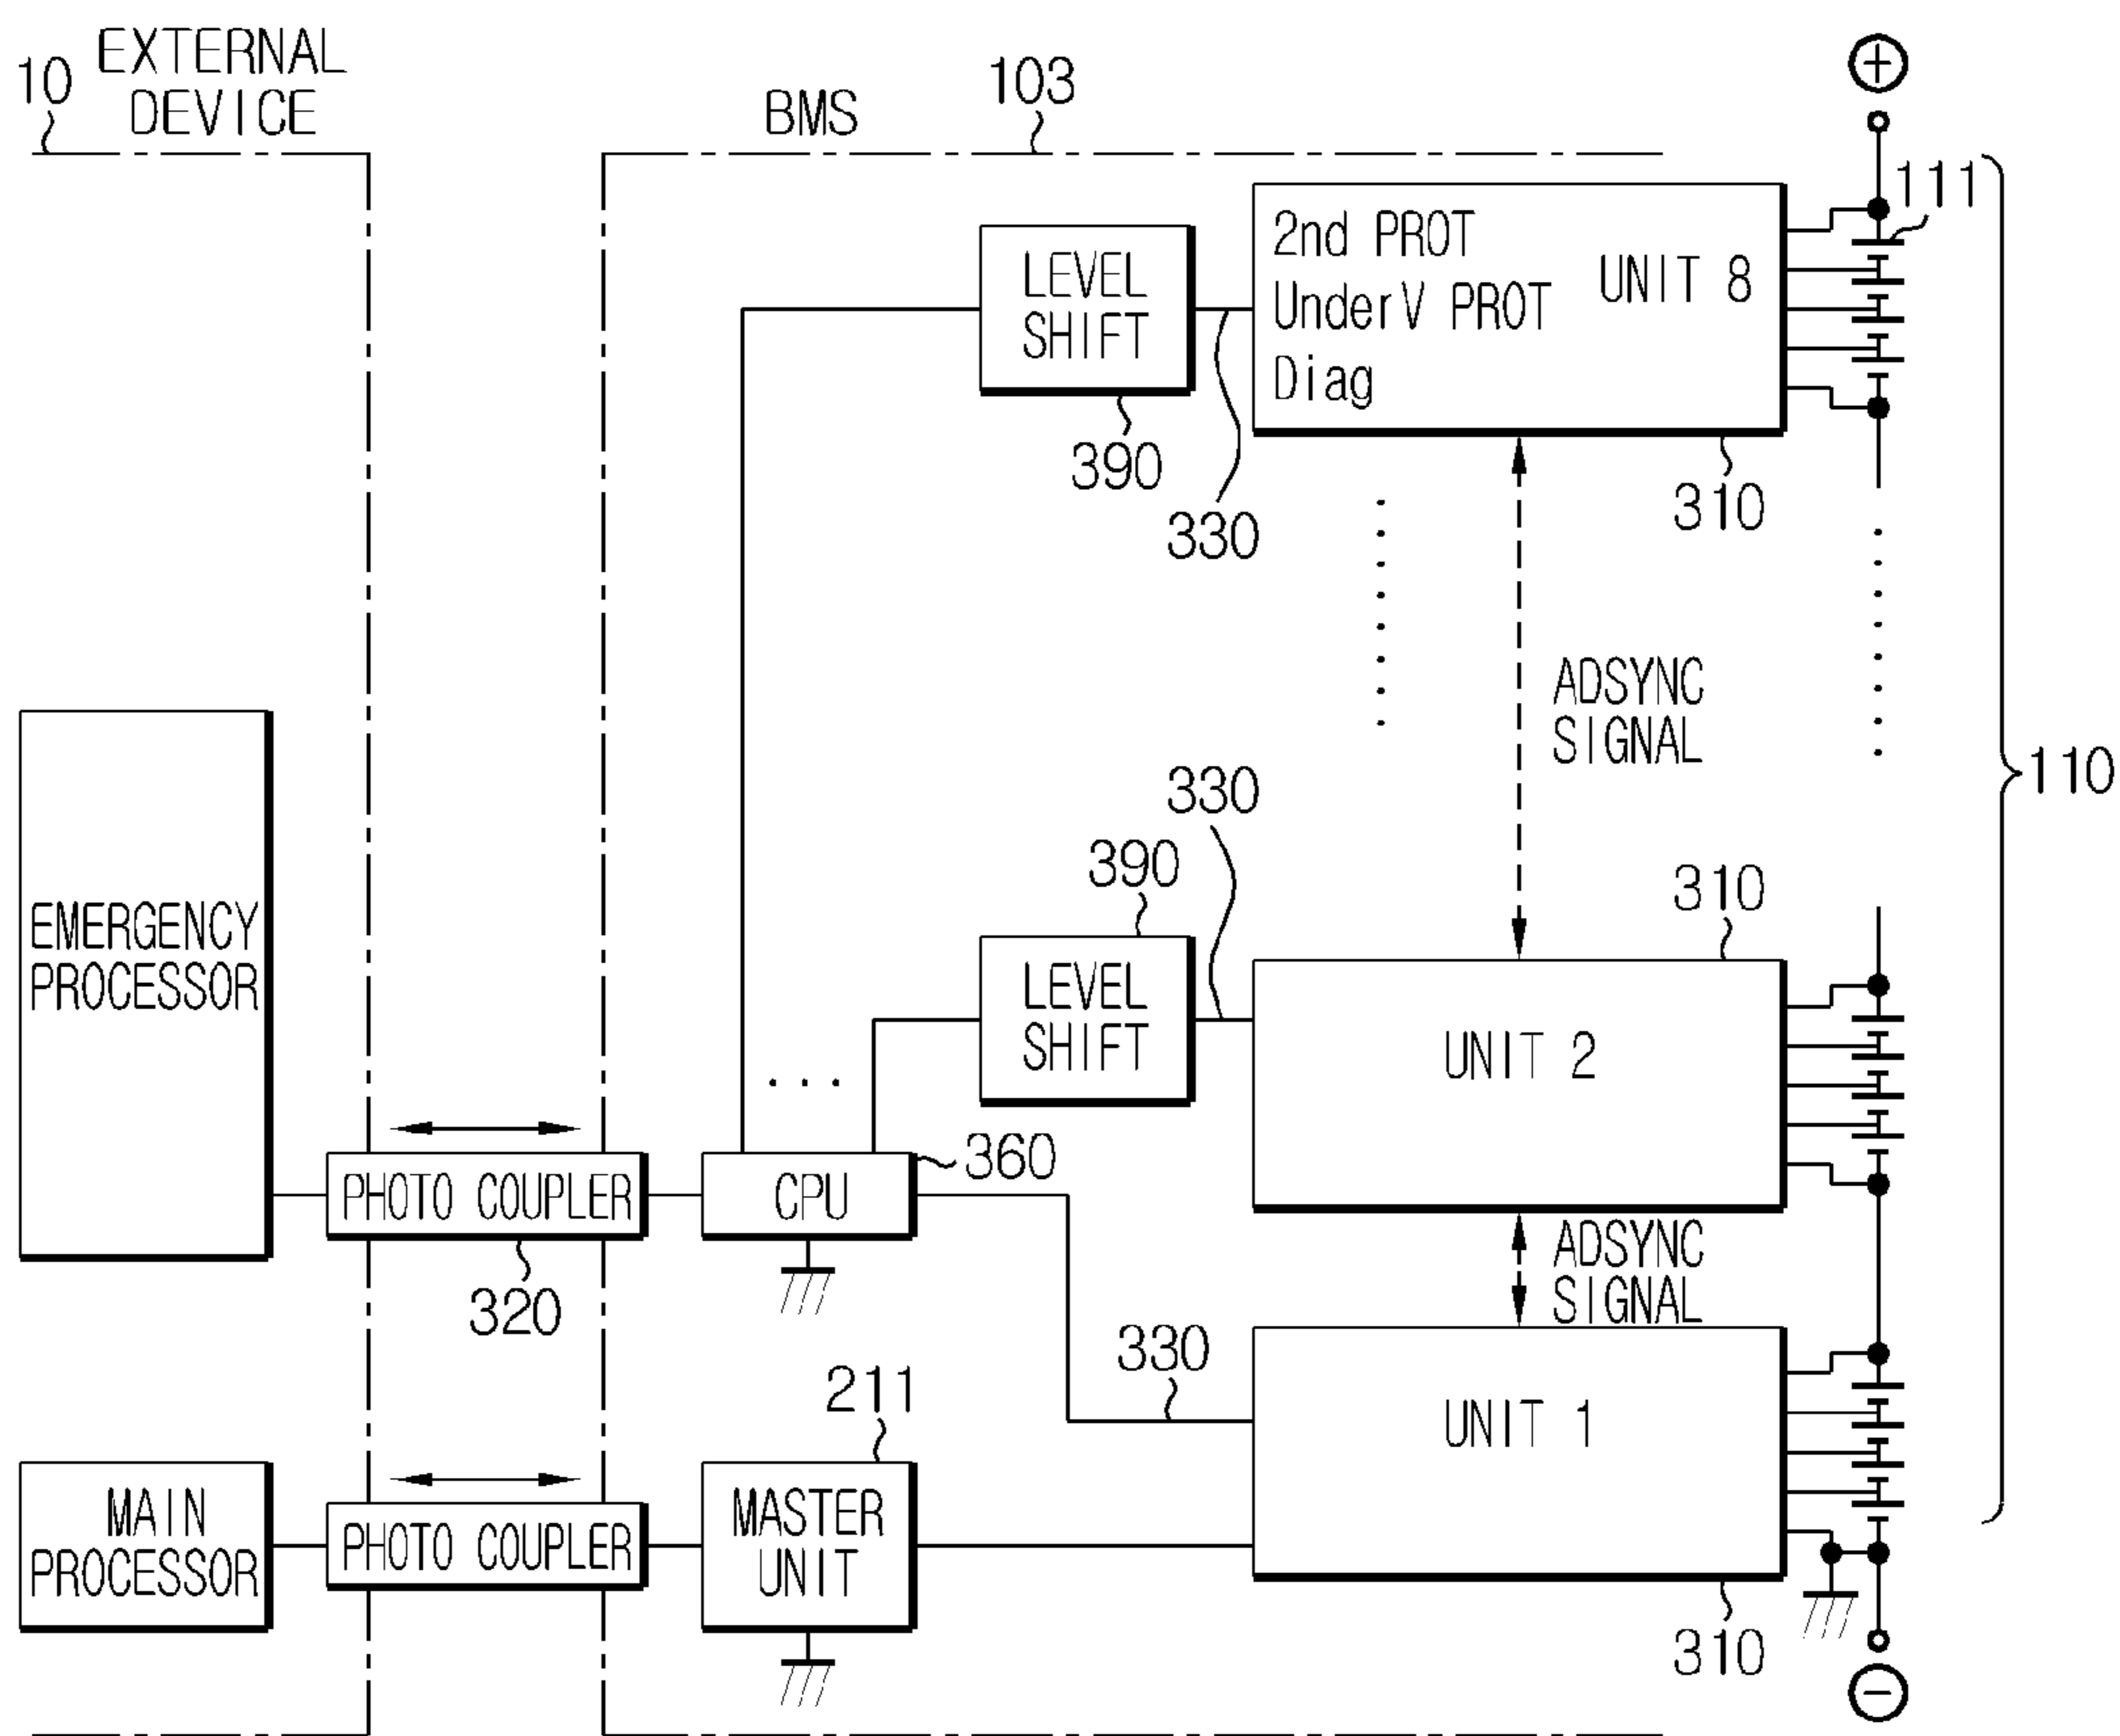 10
EXTERNAL
DEVICE
BMS
103
+
111
2nd PROT
UnderV PROT
Diag
UNIT 8
LEVEL
SHIFT
390
330
310
ADSYNC
SIGNAL
110
330
390
310
EMERGENCY
PROCESSOR
LEVEL
SHIFT
UNIT 2
...
360
PHOTO COUPLER
CPU
320
ADSYNC
SIGNAL
330
211
UNIT 1
MAIN
PROCESSOR
PHOTO COUPLER
MASTER
UNIT
310
−